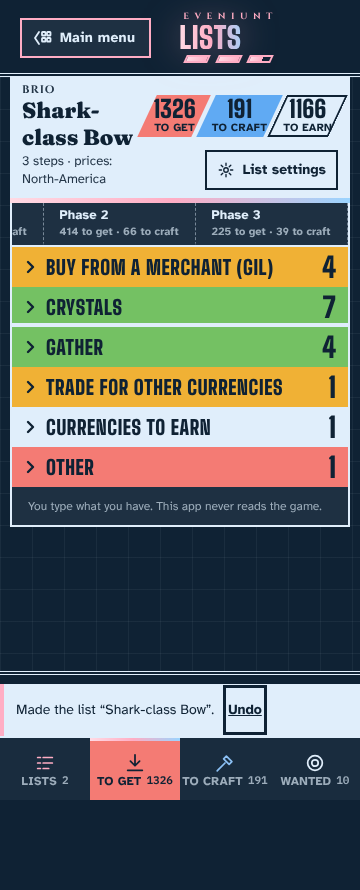 Main menu
EVENIUNT
LISTS
BRIO
Shark-
class Bow
3 steps · prices:
North-America
1326
TO GET
191
TO CRAFT
1166
TO EARN
List settings
aft
Phase 2
414 to get · 66 to craft
Phase 3
225 to get · 39 to craft
BUY FROM A MERCHANT (GIL) 4
CRYSTALS 7
GATHER 4
TRADE FOR OTHER CURRENCIES 1
CURRENCIES TO EARN 1
OTHER 1
You type what you have. This app never reads the game.
Made the list “Shark-class Bow”. Undo
LISTS 2
TO GET 1326
TO CRAFT 191
WANTED 10